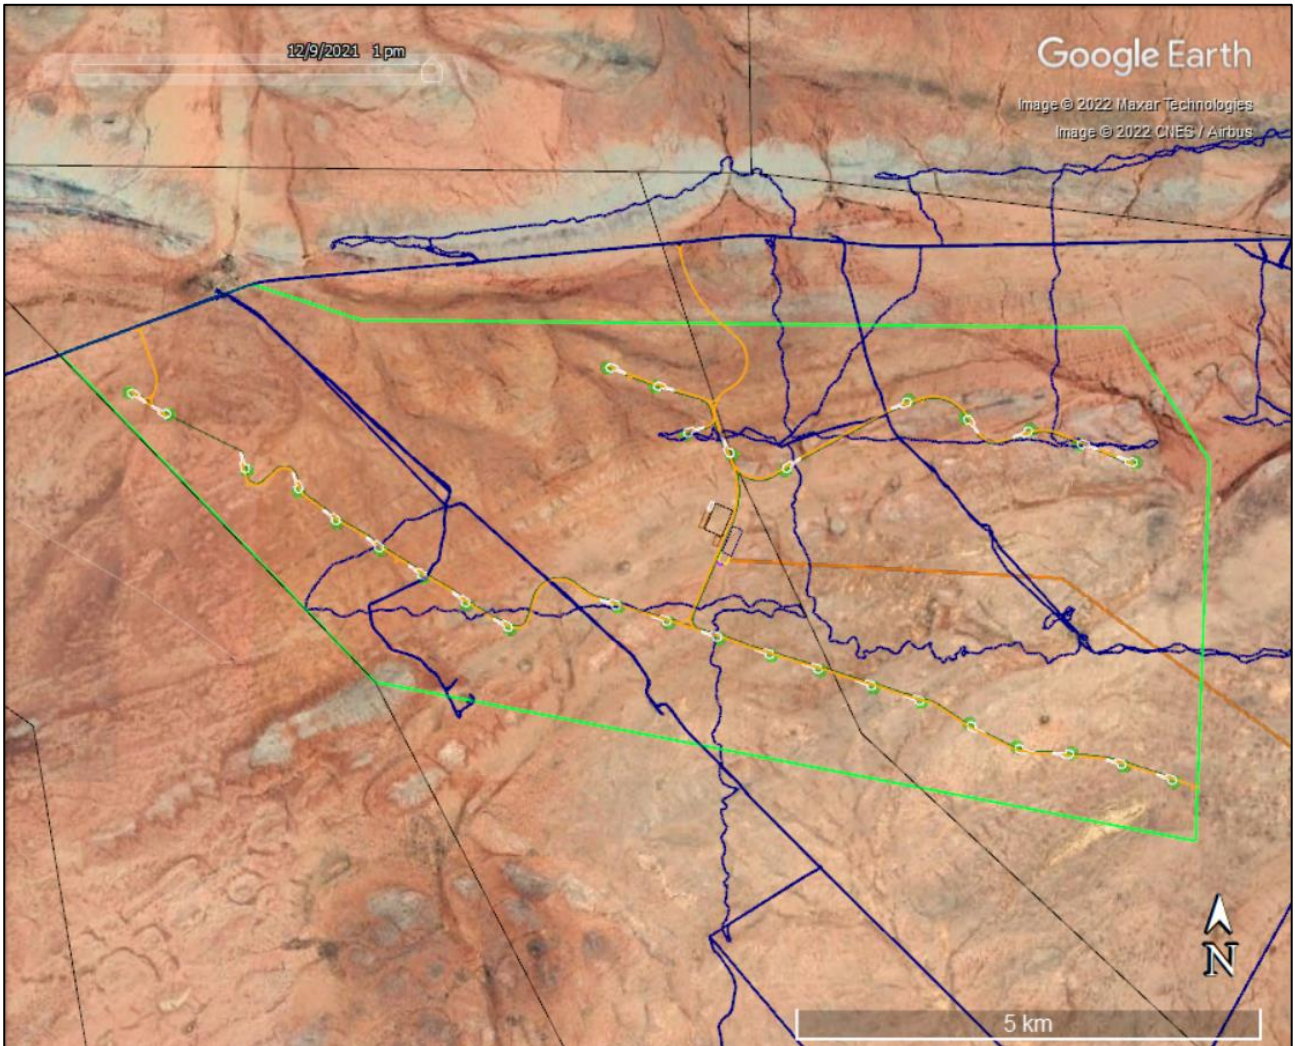 12/9/2021 1 pm
Google Earth
Image © 2022 Maxar Technologies
Image © 2022 CNES / Airbus
N
5 km